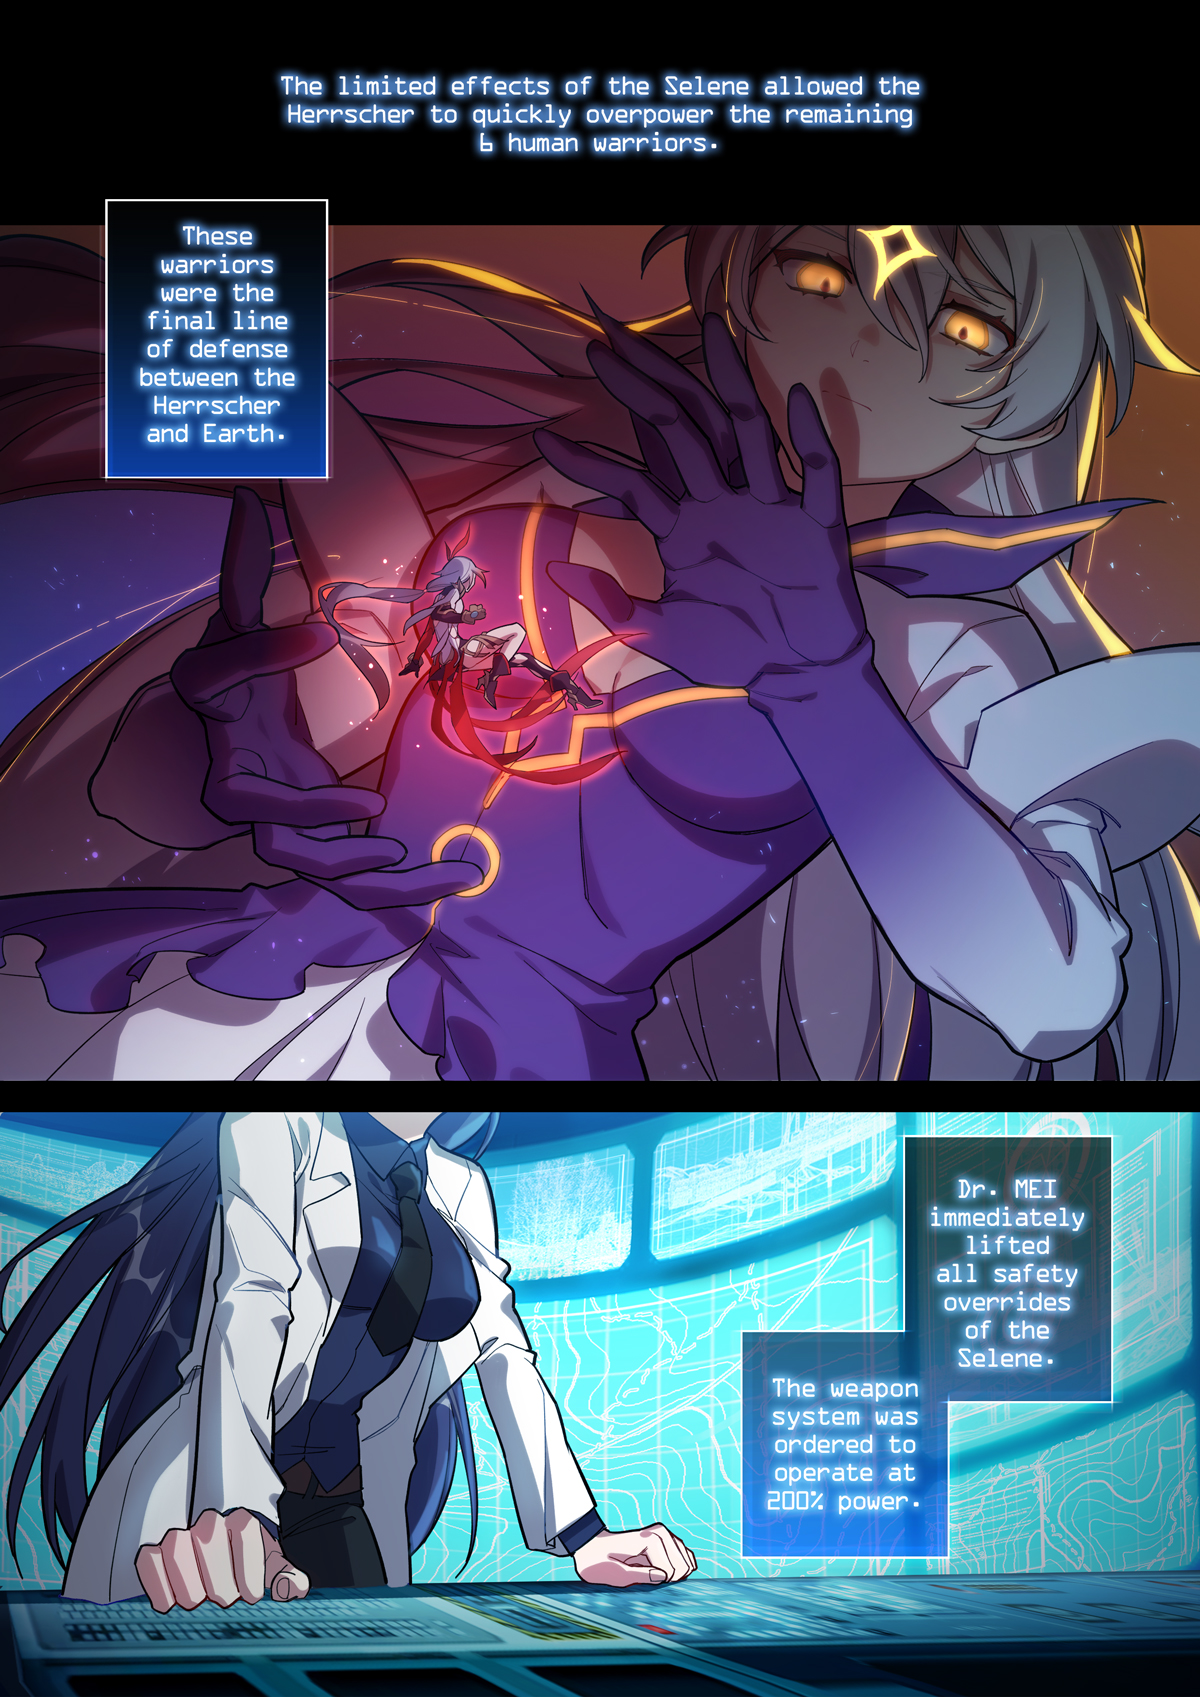 The limited effects of the Selene allowed the
Herrscher to quickly overpower the remaining
6 human warriors.
These
warriors
were the
final line
of defense
between the
Herrscher
and Earth.
Dr. MEI
immediately
lifted
all safety
overrides
of the
Selene.
The weapon
system was
ordered to
operate at
200% power.